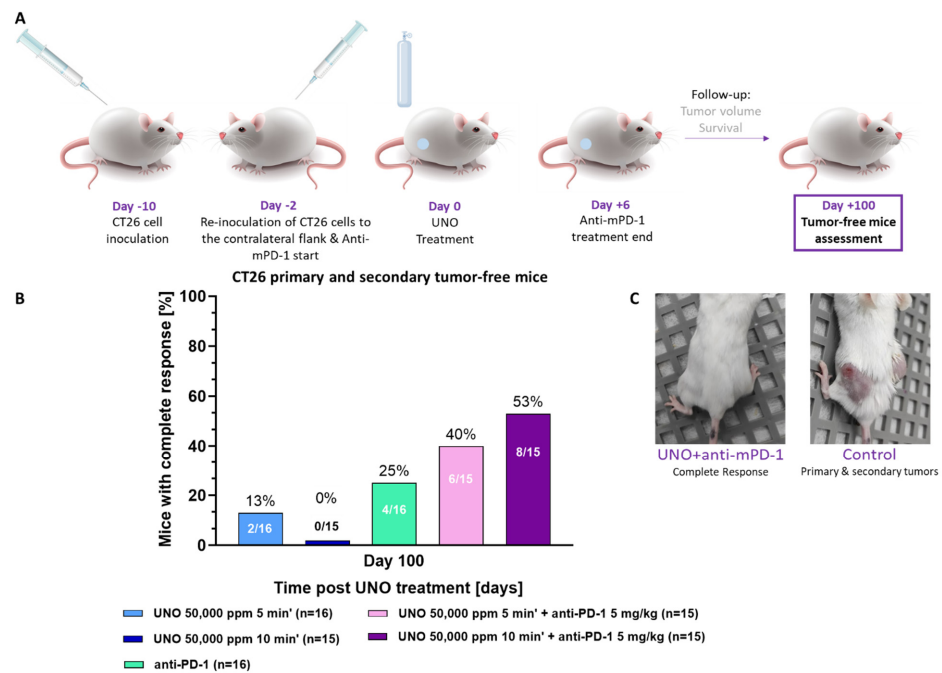 A
Follow-up:
Tumor volume
Survival
Day -10
CT26 cell
inoculation
Day -2
Re-inoculation of CT26 cells to
the contralateral flank & Anti-
mPD-1 start
Day 0
UNO
Treatment
Day +6
Anti-mPD-1
treatment end
Day +100
Tumor-free mice
assessment
CT26 primary and secondary tumor-free mice
B
Mice with complete response [%]
100
80
60
40
20
0
13%
2/16
0%
0/15
25%
4/16
40%
6/15
53%
8/15
Day 100
Time post UNO treatment [days]
UNO 50,000 ppm 5 min' (n=16)
UNO 50,000 ppm 10 min' (n=15)
anti-PD-1 (n=16)
UNO 50,000 ppm 5 min' + anti-PD-1 5 mg/kg (n=15)
UNO 50,000 ppm 10 min' + anti-PD-1 5 mg/kg (n=15)
C
UNO+anti-mPD-1
Complete Response
Control
Primary & secondary tumors